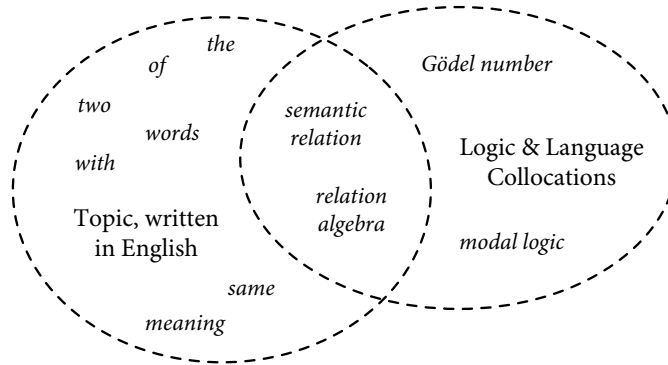 the
of
two
words
with
Topic, written
in English
same
meaning
semantic
relation
relation
algebra
Gödel number
Logic & Language
Collocations
modal logic